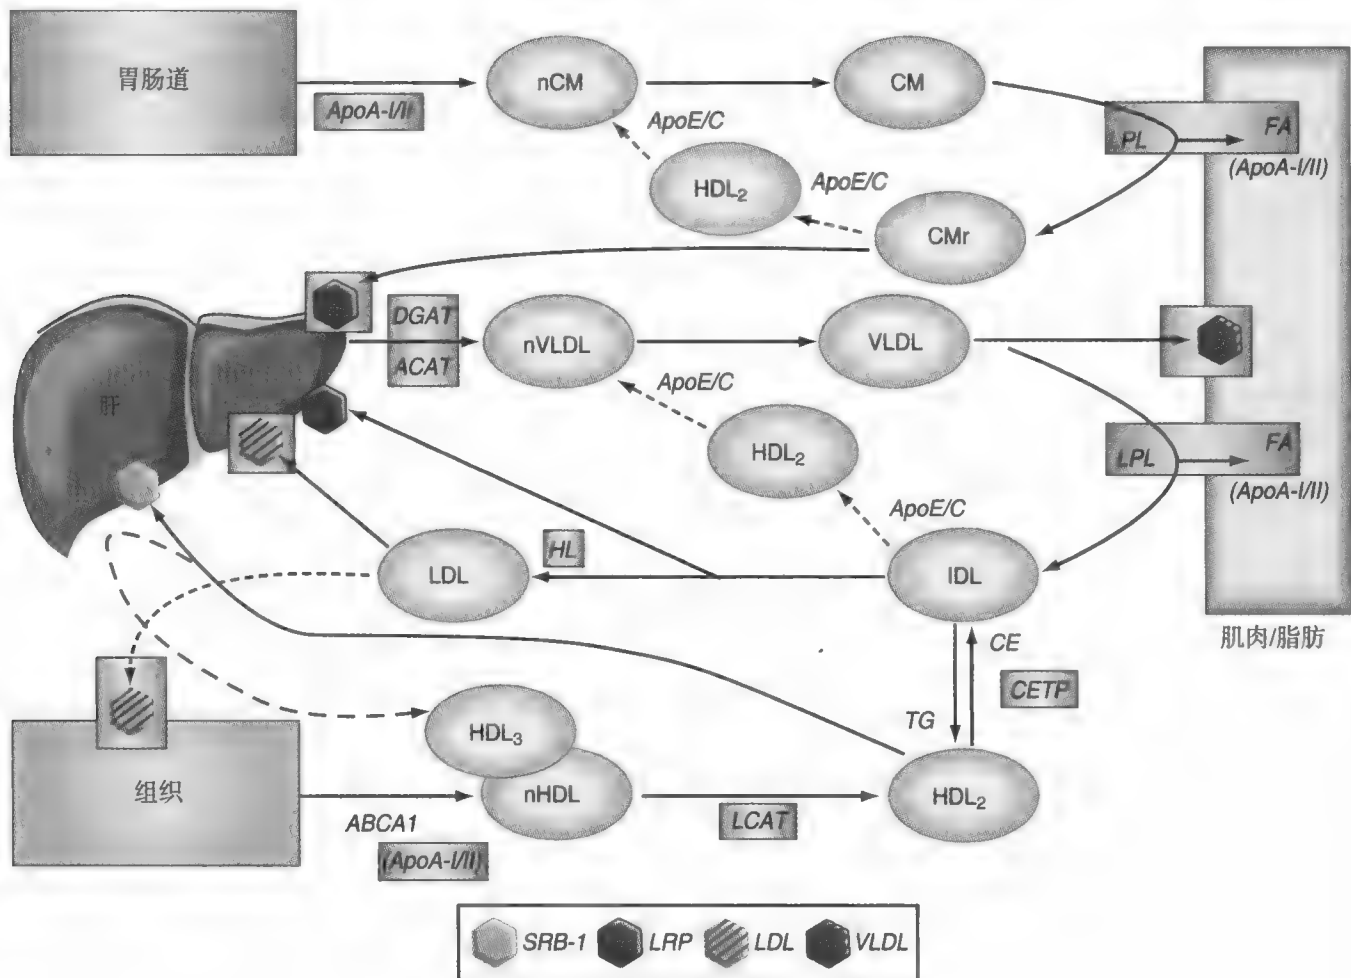 胃肠道
ApoA-I/II
nCM
CM
ApoE/C
HDL2
ApoE/C
CMr
PL
FA
(ApoA-I/II)
DGAT
ACAT
nVLDL
VLDL
ApoE/C
HDL2
ApoE/C
肝
LPL
FA
(ApoA-I/II)
LDL
HL
IDL
肌肉/脂肪
CE
CETP
TG
HDL3
nHDL
组织
ABCA1
(ApoA-I/II)
LCAT
HDL2
SRB-1 LRP LDL VLDL